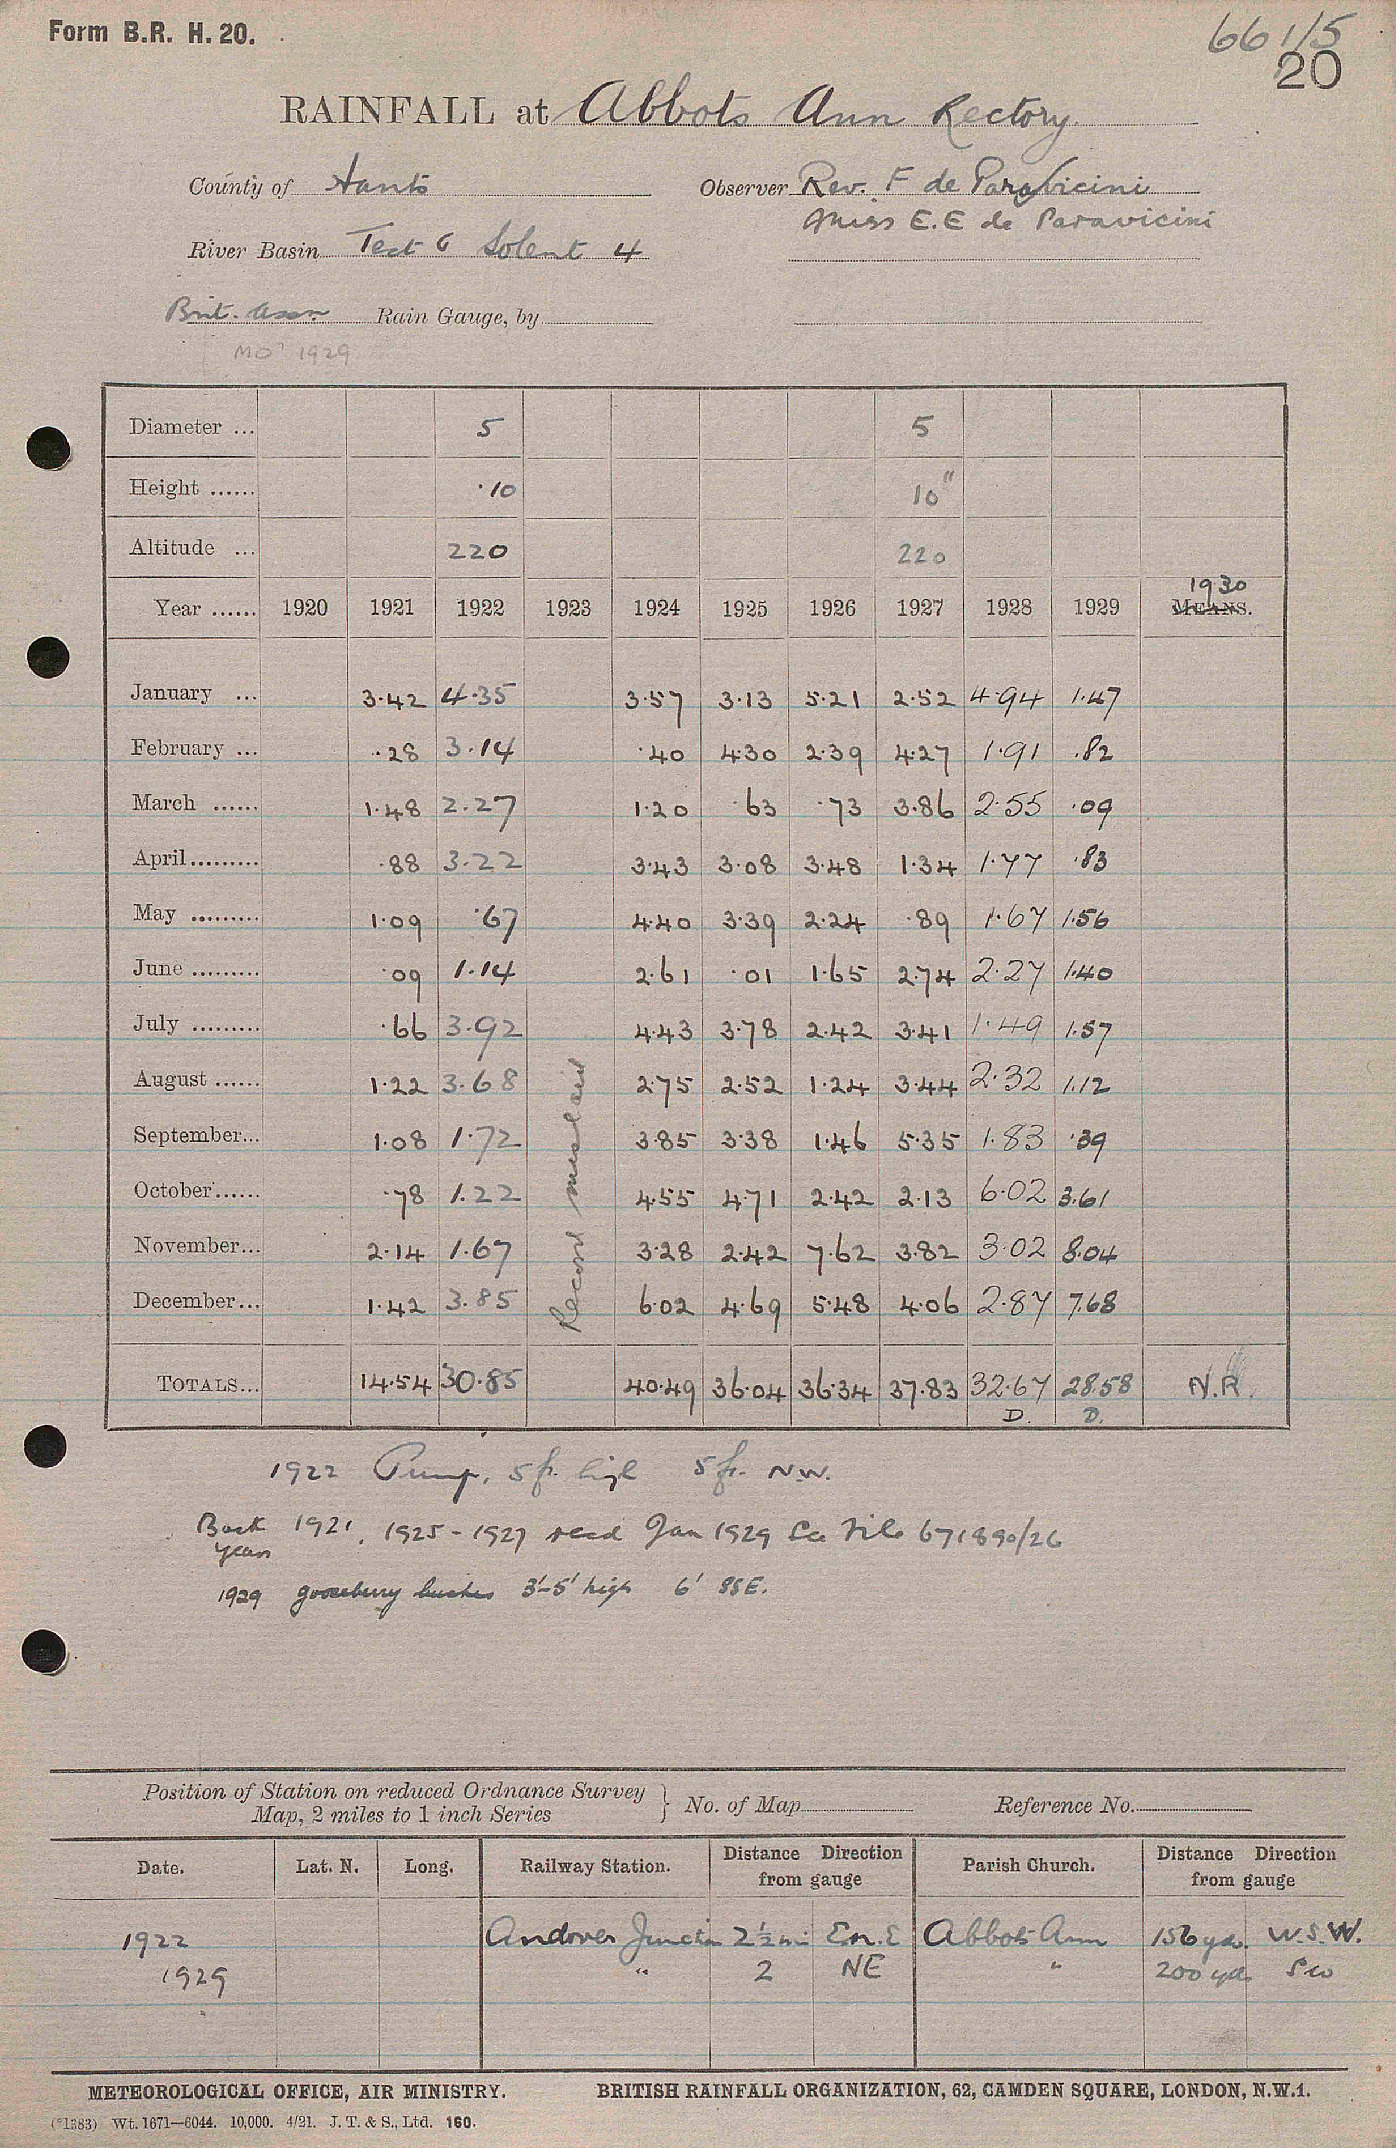 Form B.R. H. 20.
661/5
20
RAINFALL at Abbots Ann Rectory
County of Hants Observer Rev. F de Paravicini
Miss E.E de Paravicini
River Basin Test 6 Solent 4
Brit. Assn Rain Gauge, by
MO 1929
Diameter ... 5 5
Height ...... ·10 10"
Altitude ... 220 220
1930
Year ...... 1920 1921 1922 1923 1924 1925 1926 1927 1928 1929 MEANS.
January ... 3·42 4·35 3·57 3·13 5·21 2·52 4·94 1·47
February ... ·28 3·14 ·40 4·30 2·39 4·27 1·91 ·82
March ...... 1·48 2·27 1·20 ·63 ·73 3·86 2·55 ·09
April......... ·88 3·22 3·43 3·08 3·48 1·34 1·77 ·83
May ......... 1·09 ·67 4·40 3·39 2·24 ·89 1·67 1·56
June ......... ·09 1·14 2·61 ·01 1·65 2·74 2·27 1·40
July ......... ·66 3·92 4·43 3·78 2·42 3·41 1·49 1·57
August ...... 1·22 3·68 2·75 2·52 1·24 3·44 2·32 1·12
September... 1·08 1·72 3·85 3·38 1·46 5·35 1·83 ·39
October...... ·78 1·22 4·55 4·71 2·42 2·13 6·02 3·61
November... 2·14 1·67 3·28 2·42 7·62 3·82 3·02 8·04
December... 1·42 3·85 6·02 4·69 5·48 4·06 2·87 7·68
Record mislaid
TOTALS... 14·54 30·85 40·49 36·04 36·34 37·83 32·67 28·58 N.R.
D. D.
1922 Pump, 5 ft. high 5 ft. N.W.
Back 1921, 1925-1927 recd Jan 1929 See File 671890/26
years
1929 gooseberry bushes 3'-5' high 6' SSE.
Position of Station on reduced Ordnance Survey
Map, 2 miles to 1 inch Series
No. of Map Reference No.
Date. Lat. N. Long. Railway Station. Distance Direction from gauge Parish Church. Distance Direction from gauge
1922 Andover Junction 2½ mi E.N.E Abbots Ann 156 yds. W.S.W.
1929 " 2 NE " 200 yds SW
METEOROLOGICAL OFFICE, AIR MINISTRY. BRITISH RAINFALL ORGANIZATION, 62, CAMDEN SQUARE, LONDON, N.W.1.
(*1383) Wt. 1671—6044. 10,000. 4/21. J. T. & S., Ltd. 160.